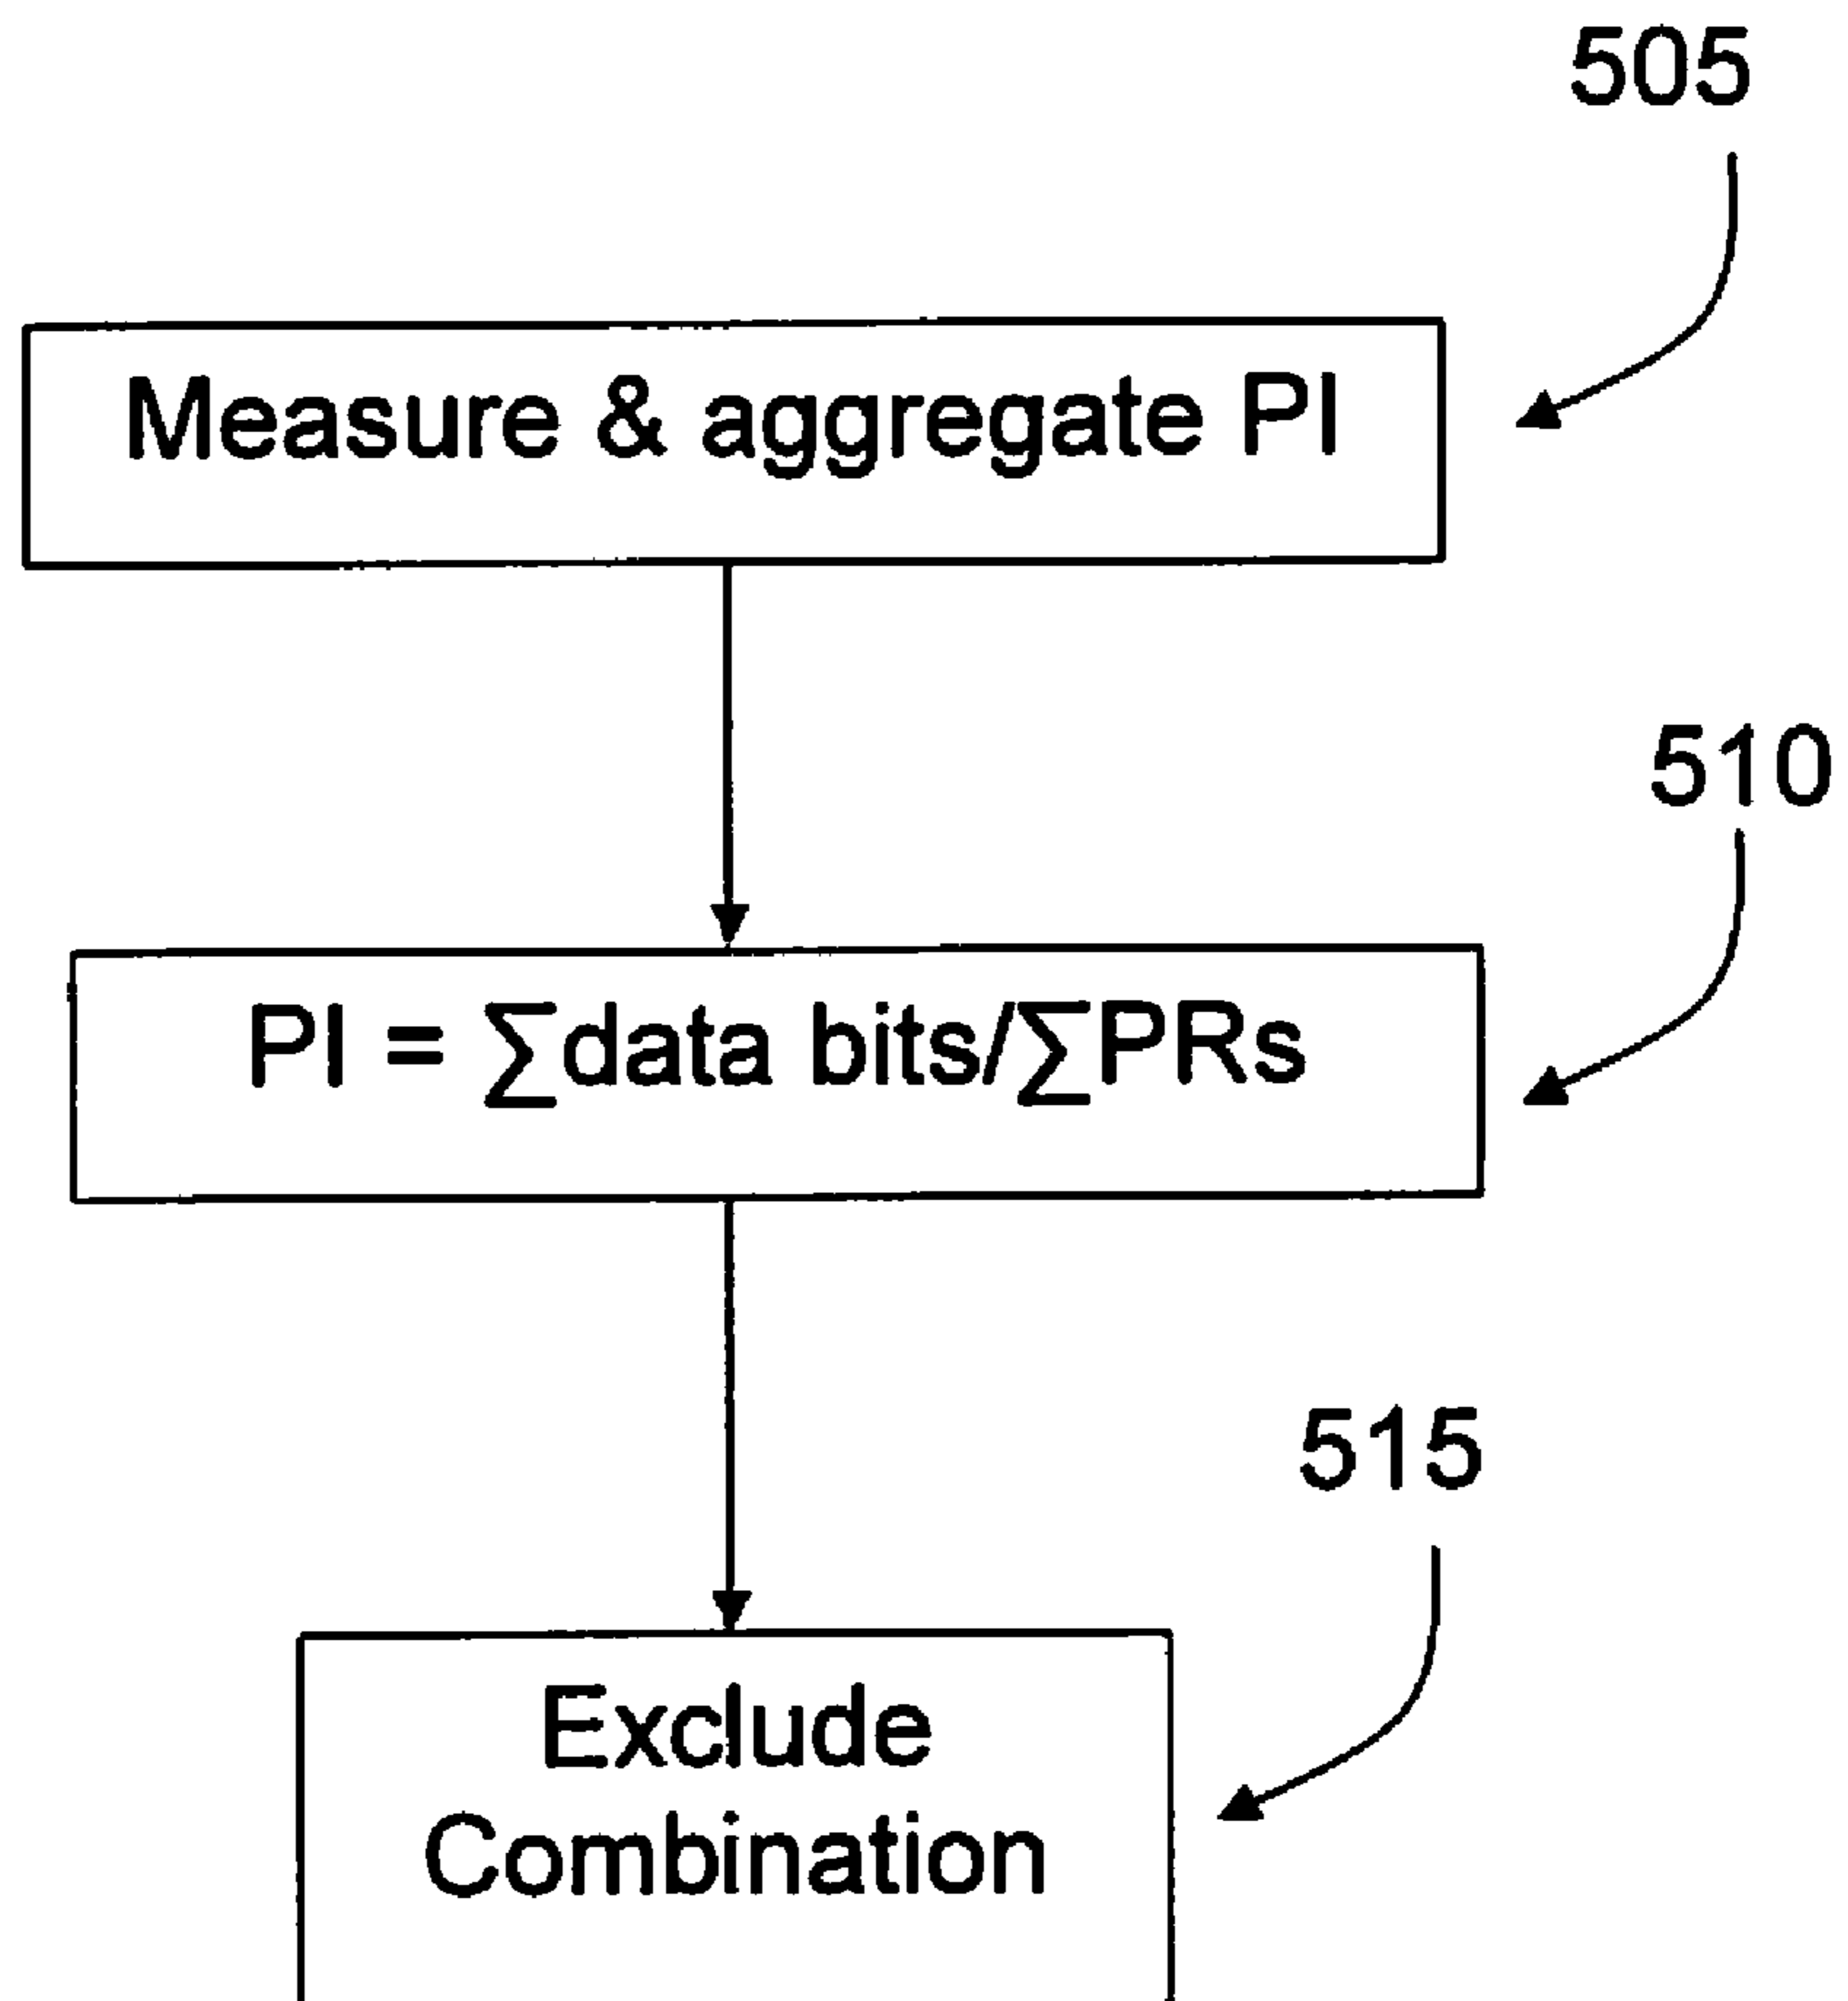 505
Measure & aggregate PI
510
PI = ∑data bits/∑PRs
515
Exclude
Combination